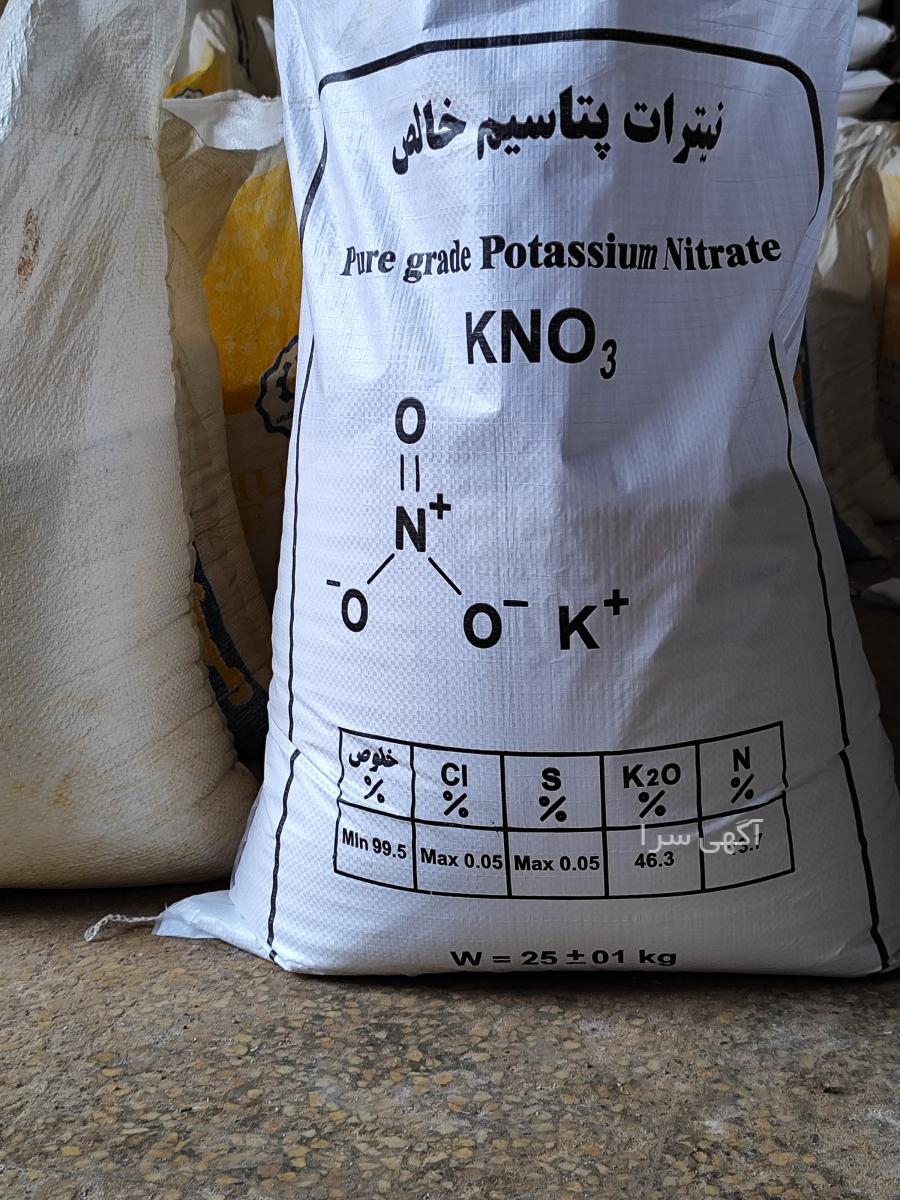 نیترات پتاسیم خالص
Pure grade Potassium Nitrate
KNO₃
O
N+
-O
O- K+
خلوص % Cl % S % K2O % N %
Min 99.5 Max 0.05 Max 0.05 46.3
آگهی سرا
W = 25 ±01 kg